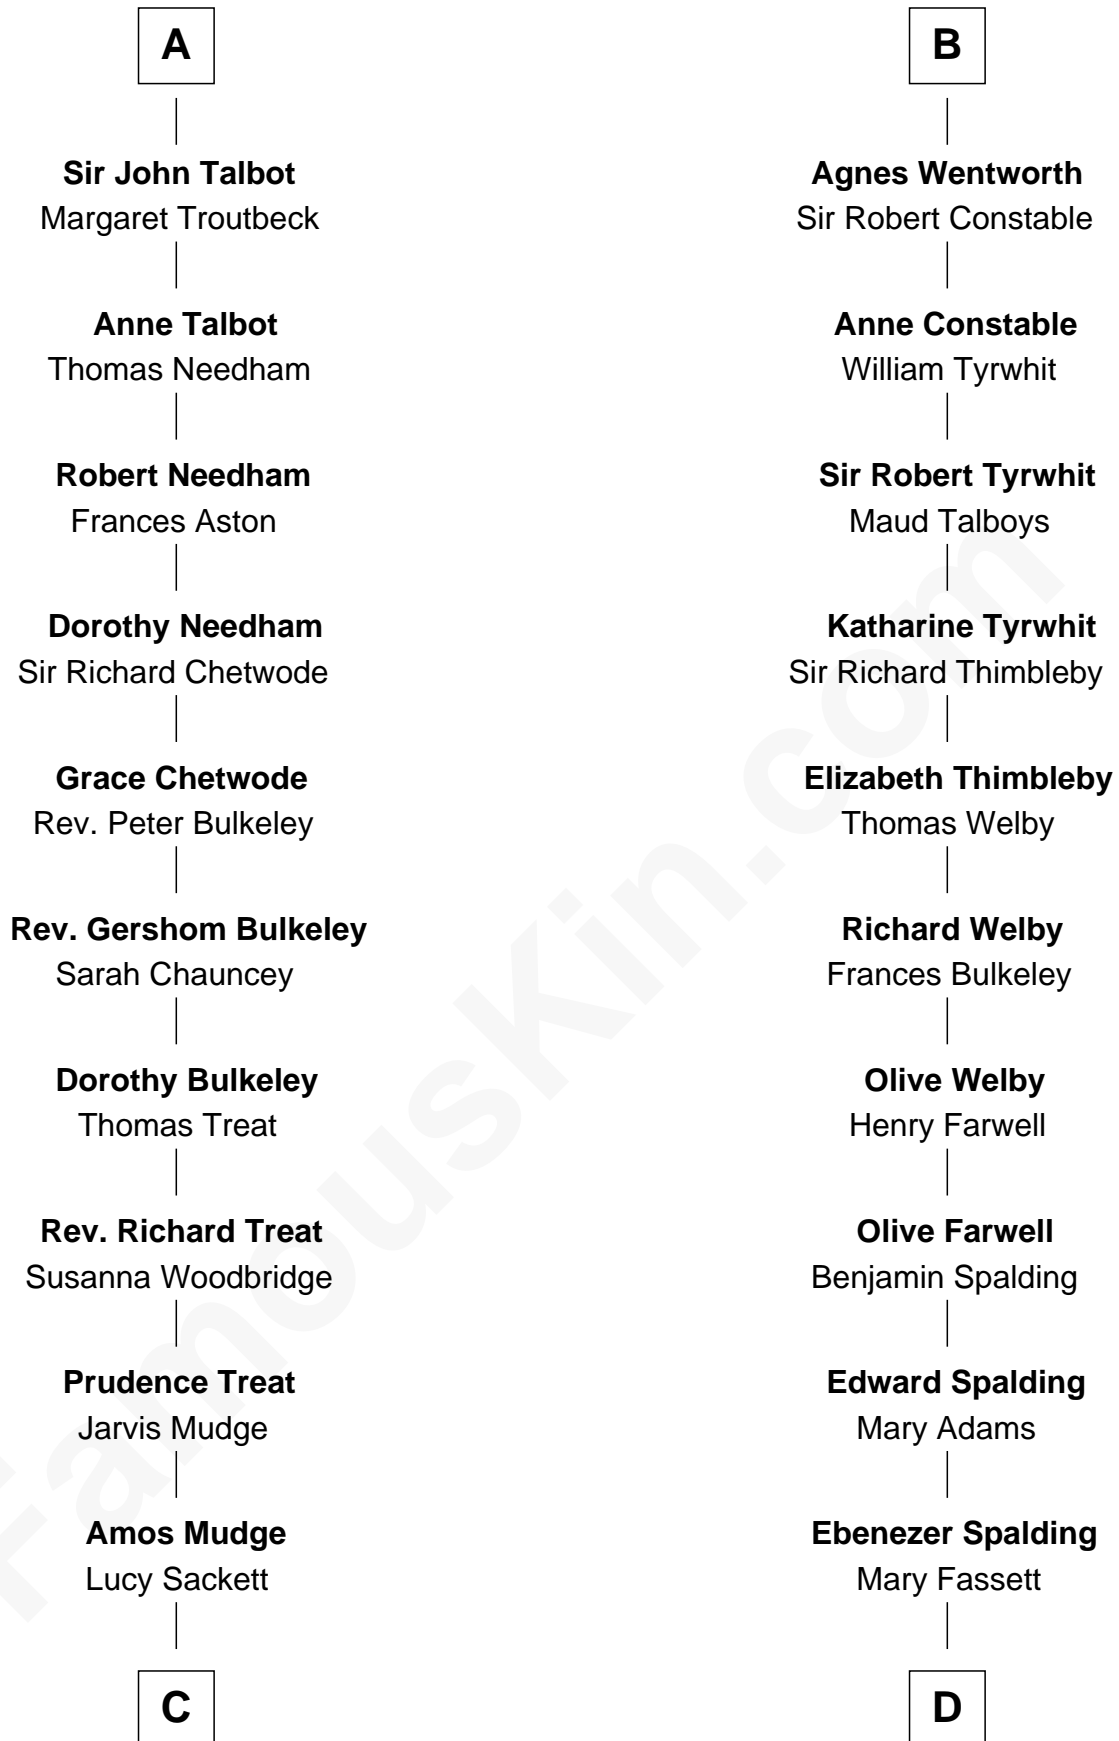 A
Sir John Talbot
Margaret Troutbeck
Anne Talbot
Thomas Needham
Robert Needham
Frances Aston
Dorothy Needham
Sir Richard Chetwode
Grace Chetwode
Rev. Peter Bulkeley
Rev. Gershom Bulkeley
Sarah Chauncey
Dorothy Bulkeley
Thomas Treat
Rev. Richard Treat
Susanna Woodbridge
Prudence Treat
Jarvis Mudge
Amos Mudge
Lucy Sackett
C
B
Agnes Wentworth
Sir Robert Constable
Anne Constable
William Tyrwhit
Sir Robert Tyrwhit
Maud Talboys
Katharine Tyrwhit
Sir Richard Thimbleby
Elizabeth Thimbleby
Thomas Welby
Richard Welby
Frances Bulkeley
Olive Welby
Henry Farwell
Olive Farwell
Benjamin Spalding
Edward Spalding
Mary Adams
Ebenezer Spalding
Mary Fassett
D
FamousKin.com